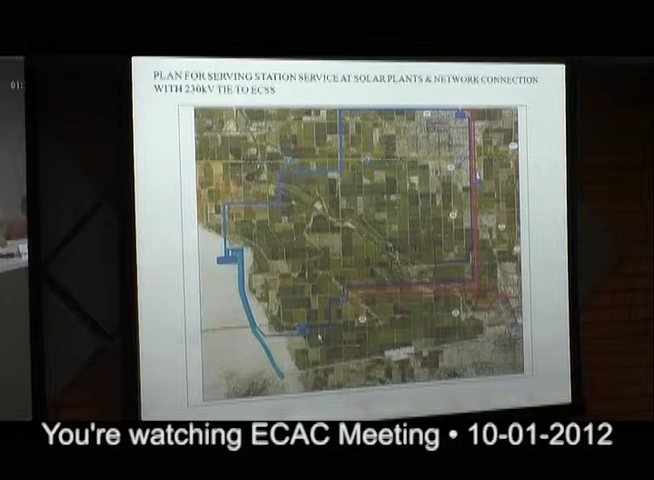 01:
PLAN FOR SERVING STATION SERVICE AT SOLAR PLANTS & NETWORK CONNECTION
WITH 230kV TIE TO ECSS
You're watching ECAC Meeting • 10-01-2012